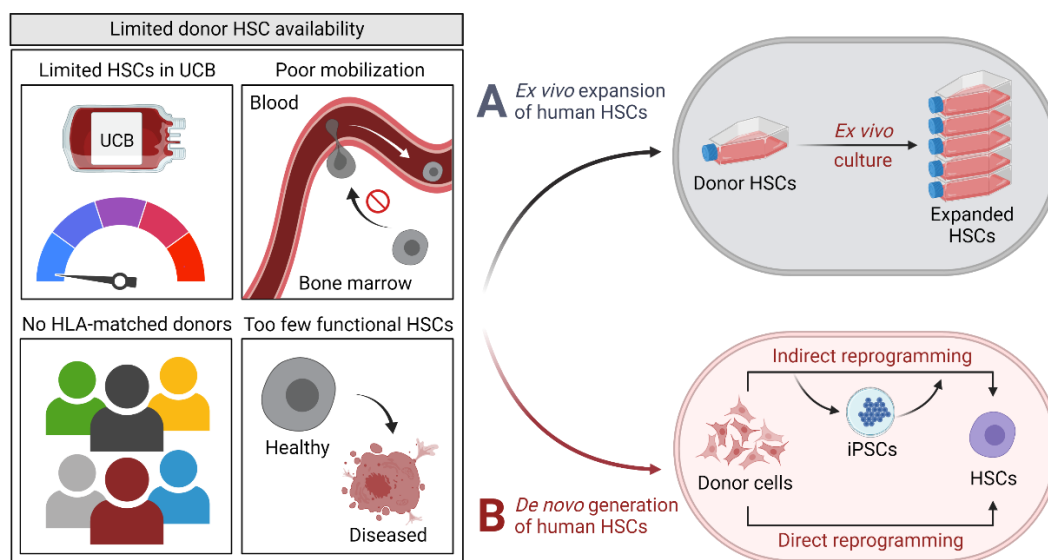 Limited donor HSC availability
Limited HSCs in UCB
UCB
Poor mobilization
Blood
Bone marrow
No HLA-matched donors
Too few functional HSCs
Healthy
Diseased
A
Ex vivo expansion
of human HSCs
Donor HSCs
Ex vivo
culture
Expanded
HSCs
B
De novo generation
of human HSCs
Indirect reprogramming
iPSCs
Donor cells
HSCs
Direct reprogramming